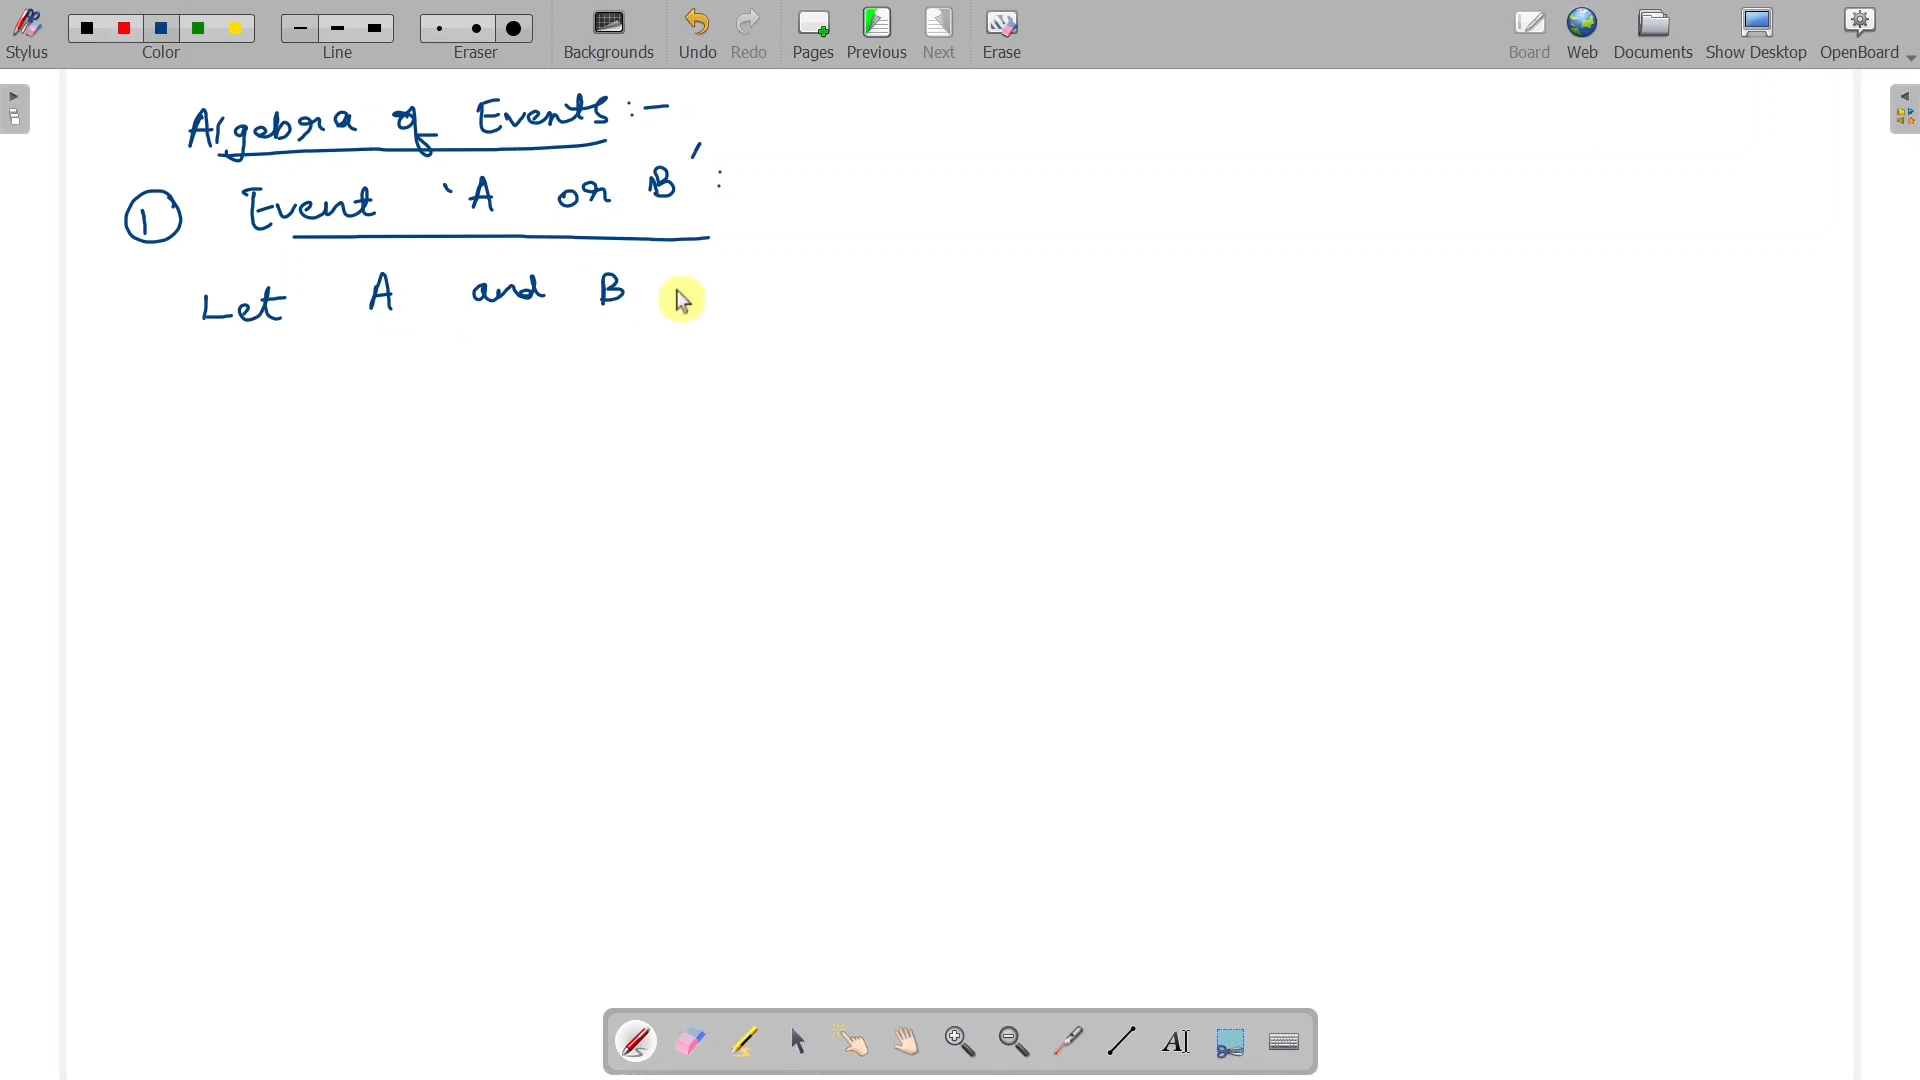 Stylus Color Line Eraser Backgrounds Undo Redo Pages Previous Next Erase Board Web Documents Show Desktop OpenBoard
Algebra of Events :-
① Event 'A or B' :
Let A and B
AI